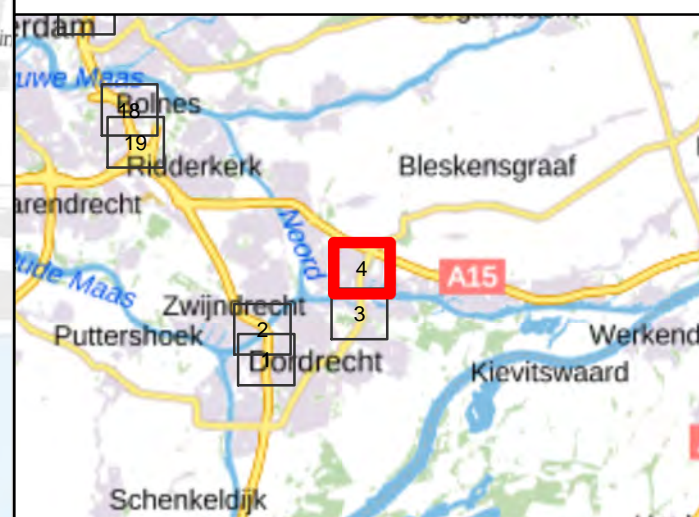 erdam
uwe Maas
Bolnes
18
19
Ridderkerk
Bleskensgraaf
arendrecht
Noord
4
A15
Oude Maas
Zwijndrecht
3
2
Puttershoek
Werkend
1
Dordrecht
Kievitswaard
Schenkeldijk